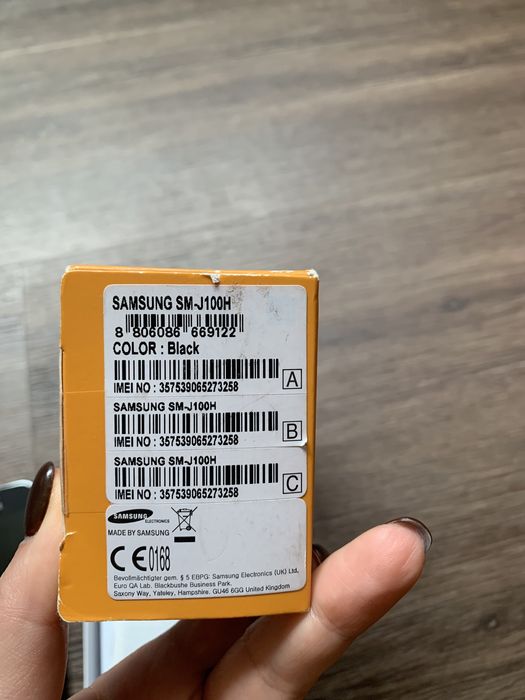 SAMSUNG SM-J100H
8 806086 669122
COLOR : Black
IMEI NO : 357539065273258
A
SAMSUNG SM-J100H
IMEI NO : 357539065273258
B
SAMSUNG SM-J100H
IMEI NO : 357539065273258
C
SAMSUNG
ELECTRONICS
MADE BY SAMSUNG
CE0168
Bevollmächtigter gem. § 5 EBPG: Samsung Electronics (UK) Ltd,
Euro QA Lab. Blackbushe Business Park.
Saxony Way, Yateley, Hampshire. GU46 6GG United Kingdom